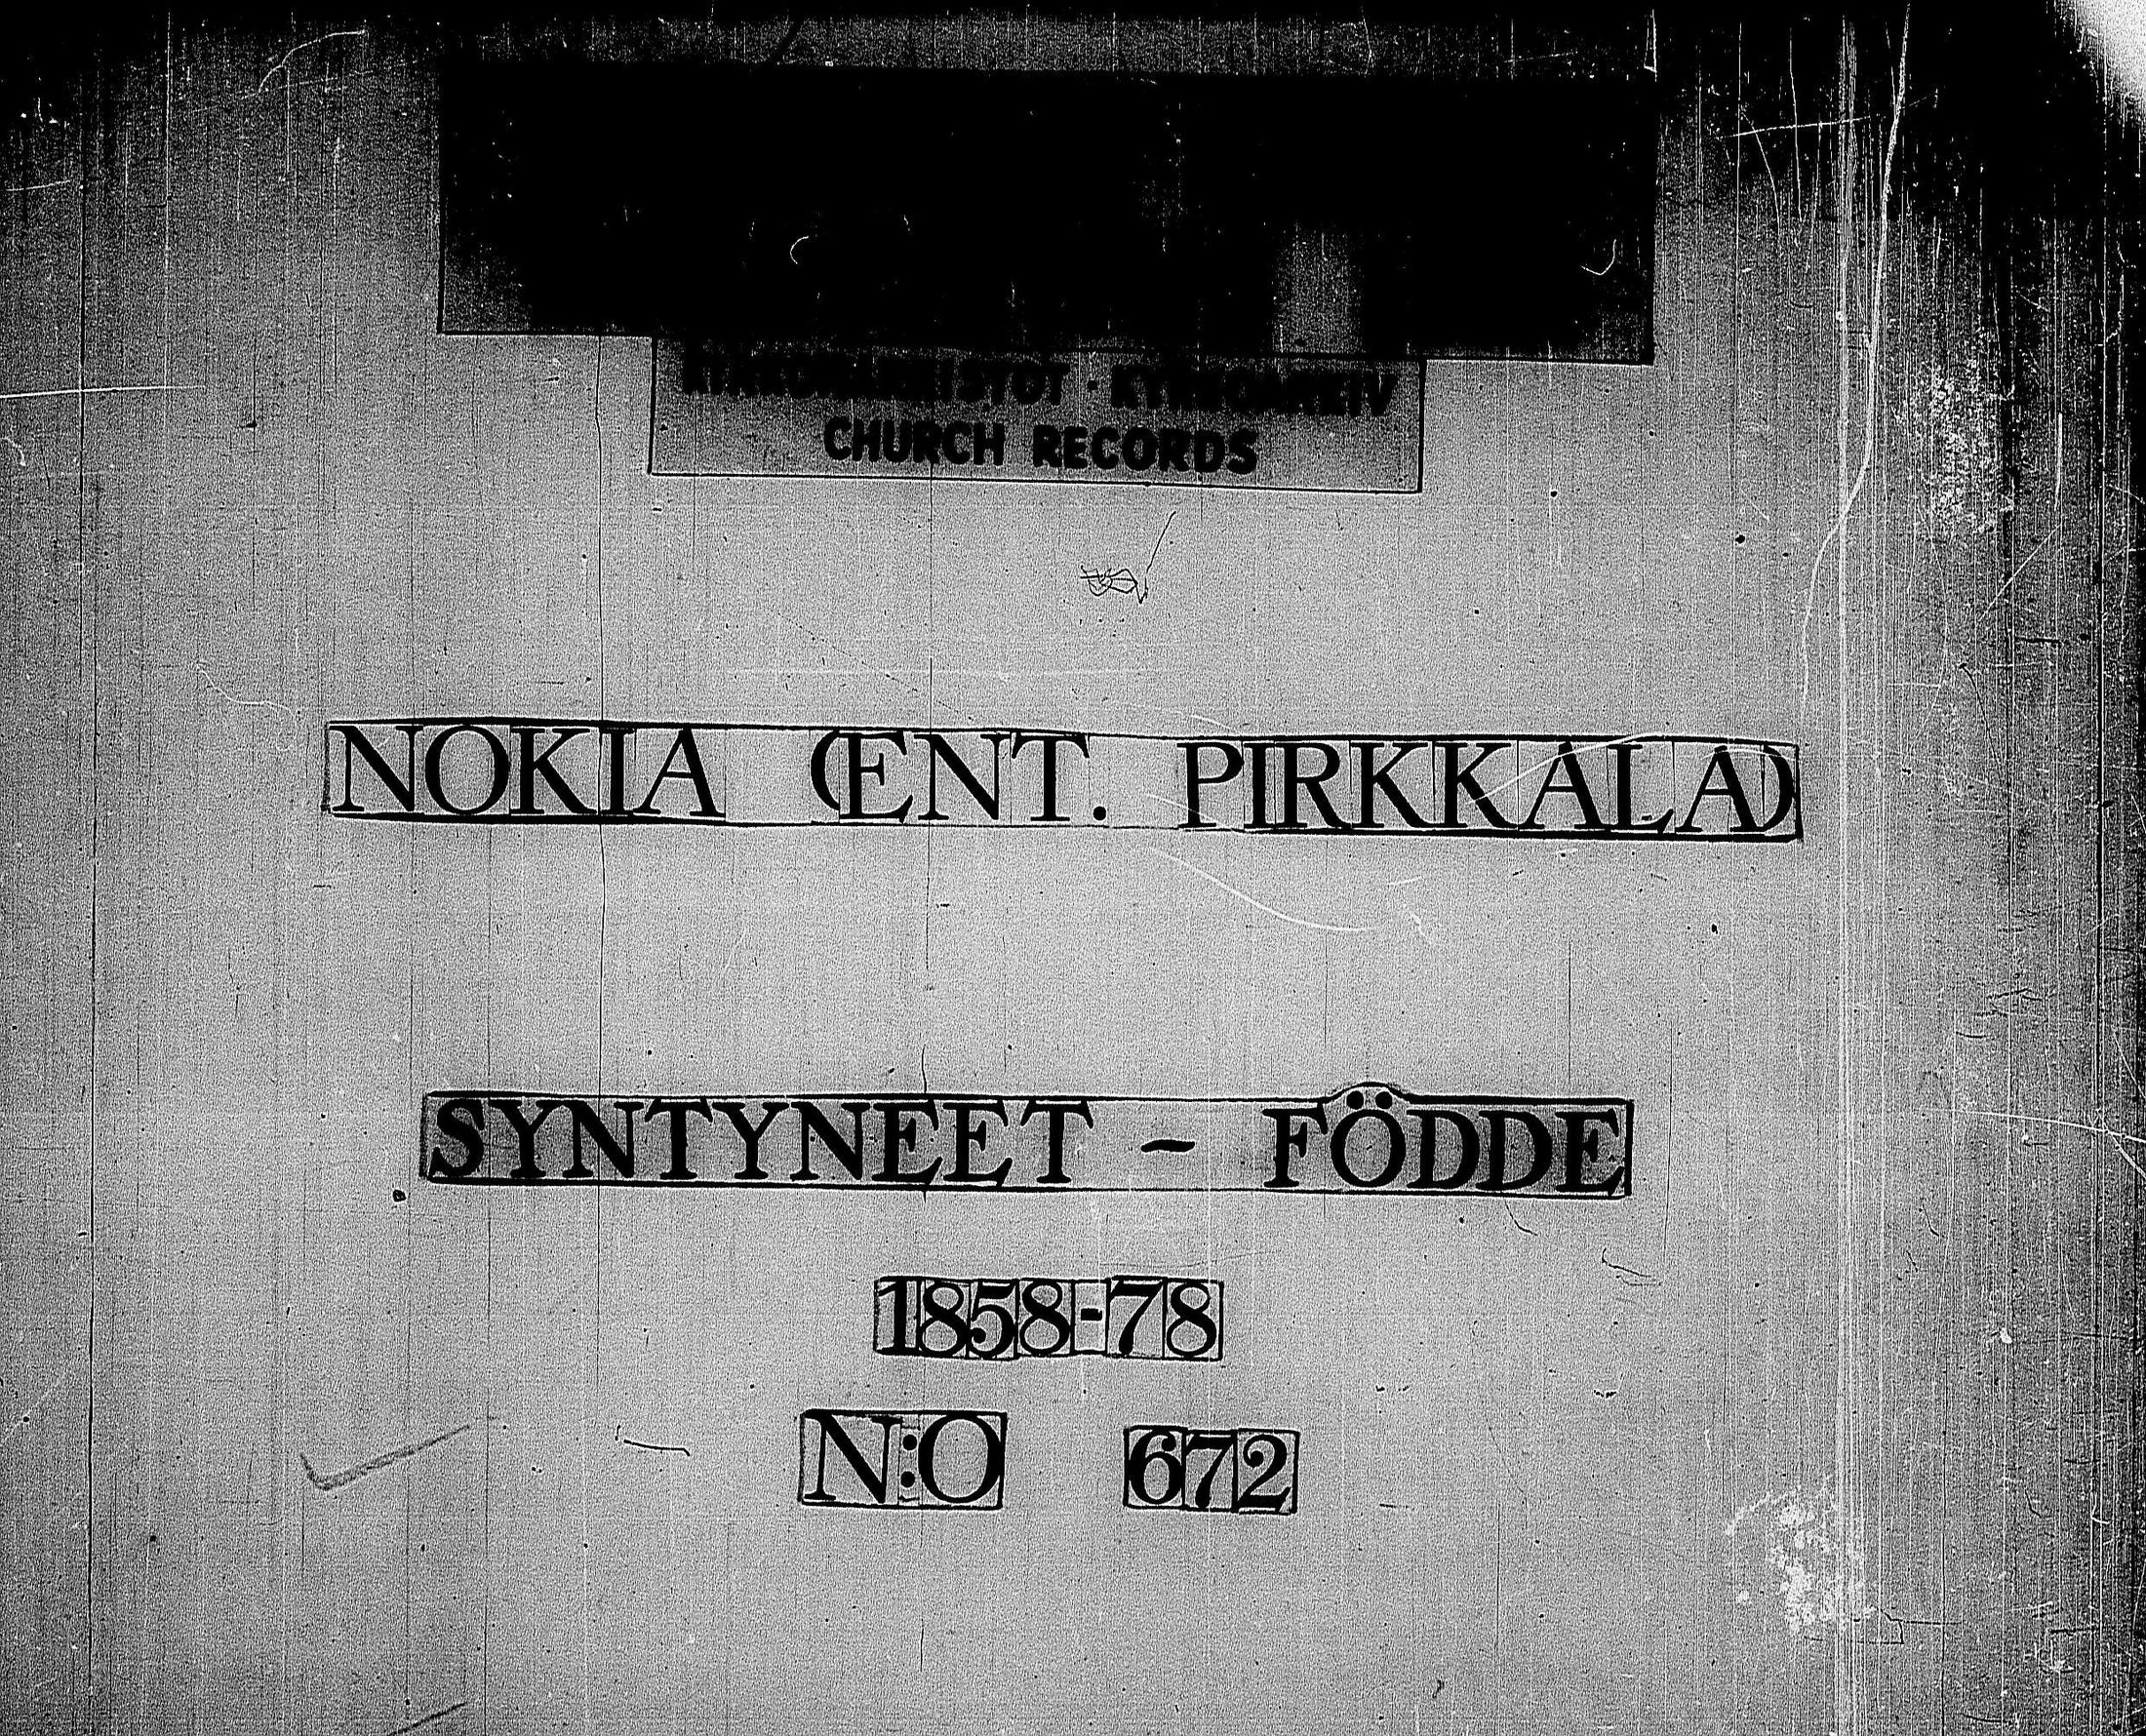 CHURCH RECORDS
NOKIA (ENT. PIRKKALA)
SYNTYNEET - FÖDDE
1858-78
N:O 672